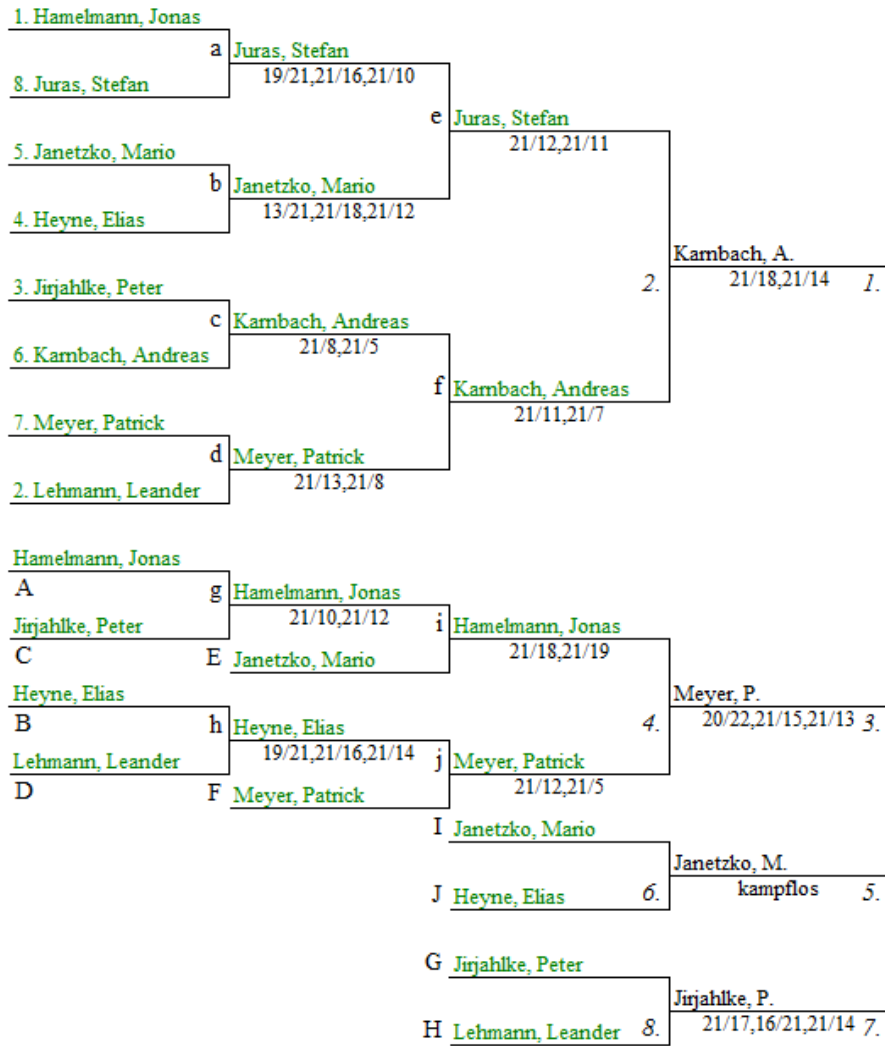 1. Hamelmann, Jonas
a Juras, Stefan
19/21,21/16,21/10
8. Juras, Stefan
e Juras, Stefan
21/12,21/11
5. Janetzko, Mario
b Janetzko, Mario
13/21,21/18,21/12
4. Heyne, Elias
Karnbach, A.
2. 21/18,21/14 1.
3. Jirjahlke, Peter
c Karnbach, Andreas
21/8,21/5
6. Karnbach, Andreas
f Karnbach, Andreas
21/11,21/7
7. Meyer, Patrick
d Meyer, Patrick
21/13,21/8
2. Lehmann, Leander
Hamelmann, Jonas
A g Hamelmann, Jonas
21/10,21/12
Jirjahlke, Peter i Hamelmann, Jonas
21/18,21/19
C E Janetzko, Mario
Heyne, Elias Meyer, P.
B h Heyne, Elias 4. 20/22,21/15,21/13 3.
19/21,21/16,21/14
Lehmann, Leander j Meyer, Patrick
21/12,21/5
D F Meyer, Patrick
I Janetzko, Mario
Janetzko, M.
J Heyne, Elias 6. kampflos 5.
G Jirjahlke, Peter
Jirjahlke, P.
H Lehmann, Leander 8. 21/17,16/21,21/14 7.